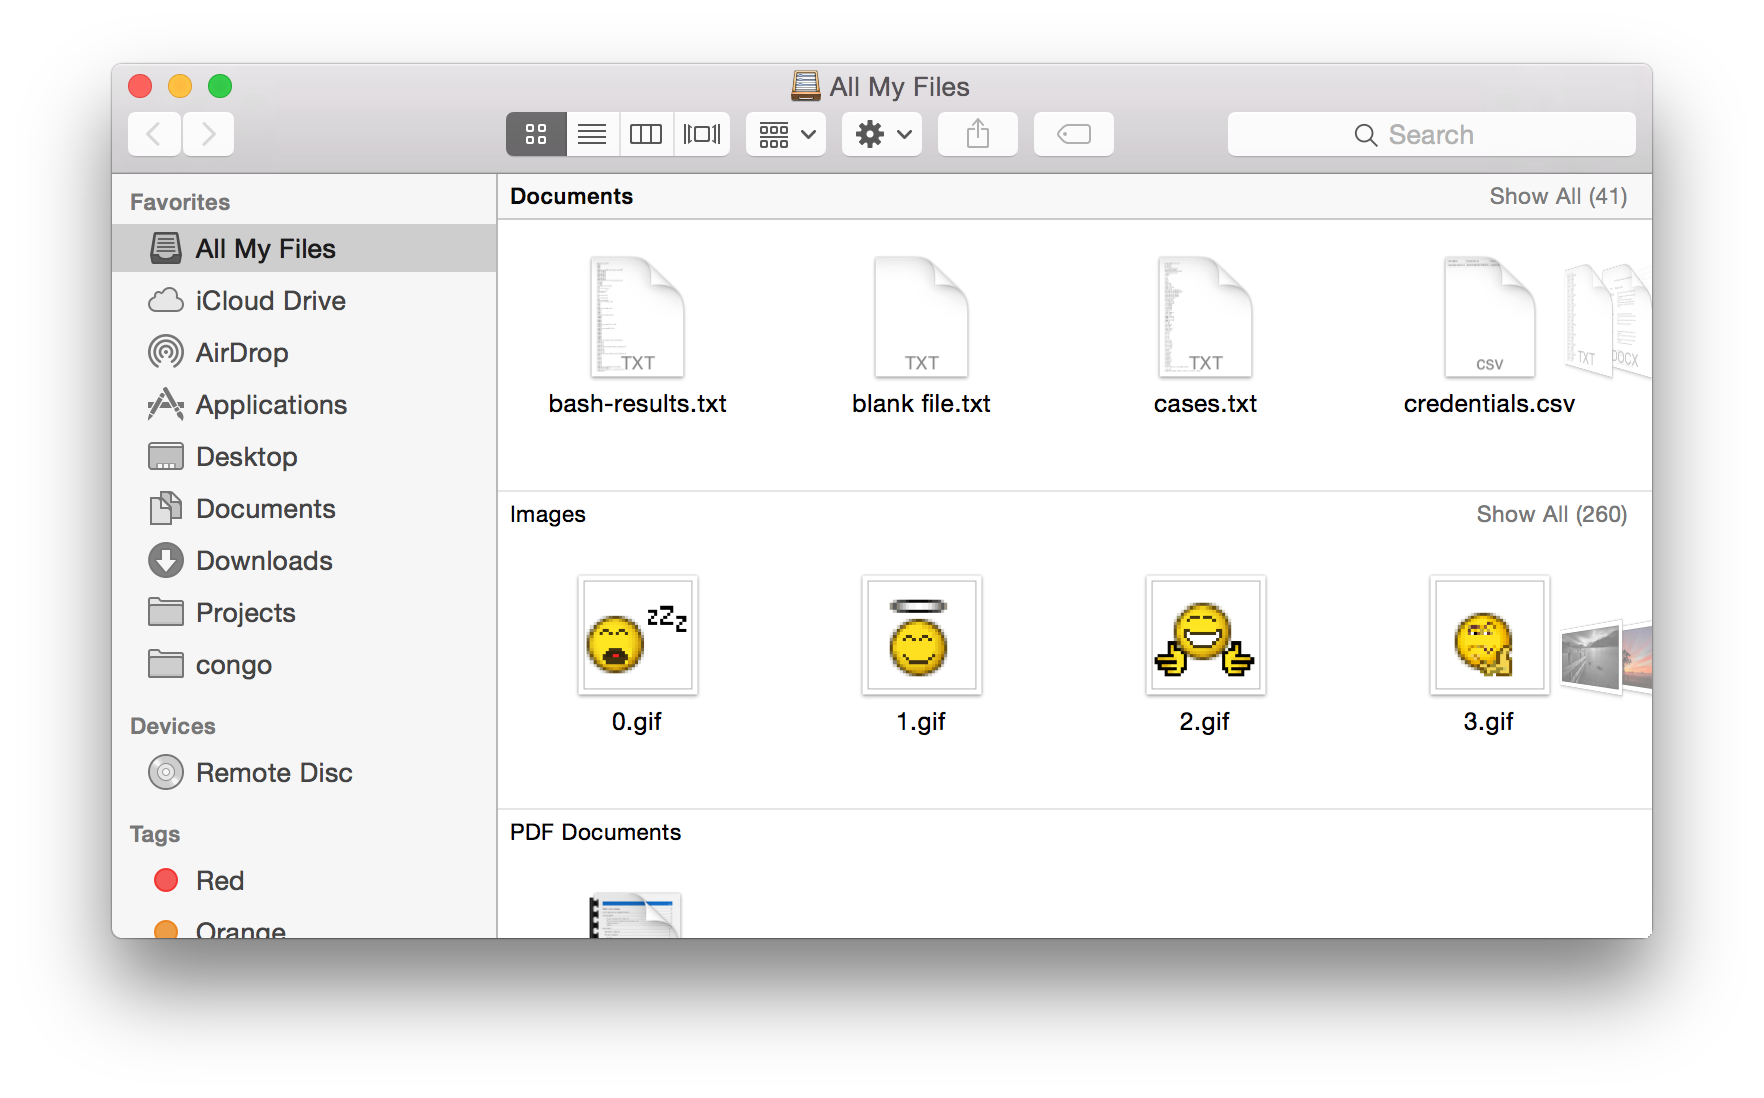 All My Files
Search
Favorites
All My Files
iCloud Drive
AirDrop
Applications
Desktop
Documents
Downloads
Projects
congo
Devices
Remote Disc
Tags
Red
Orange
Documents
Show All (41)
TXT
TXT
TXT
csv
TXT
DOCX
bash-results.txt
blank file.txt
cases.txt
credentials.csv
Images
Show All (260)
zZz
0.gif
1.gif
2.gif
3.gif
PDF Documents